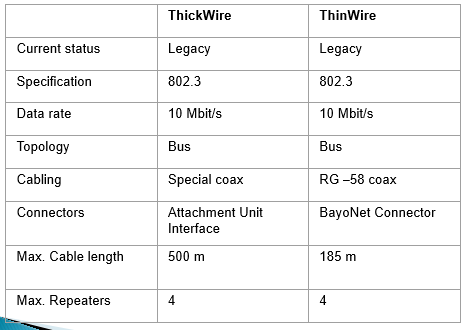 ThickWire ThinWire
Current status Legacy Legacy
Specification 802.3 802.3
Data rate 10 Mbit/s 10 Mbit/s
Topology Bus Bus
Cabling Special coax RG –58 coax
Connectors Attachment Unit BayoNet Connector
Interface
Max. Cable length 500 m 185 m
Max. Repeaters 4 4